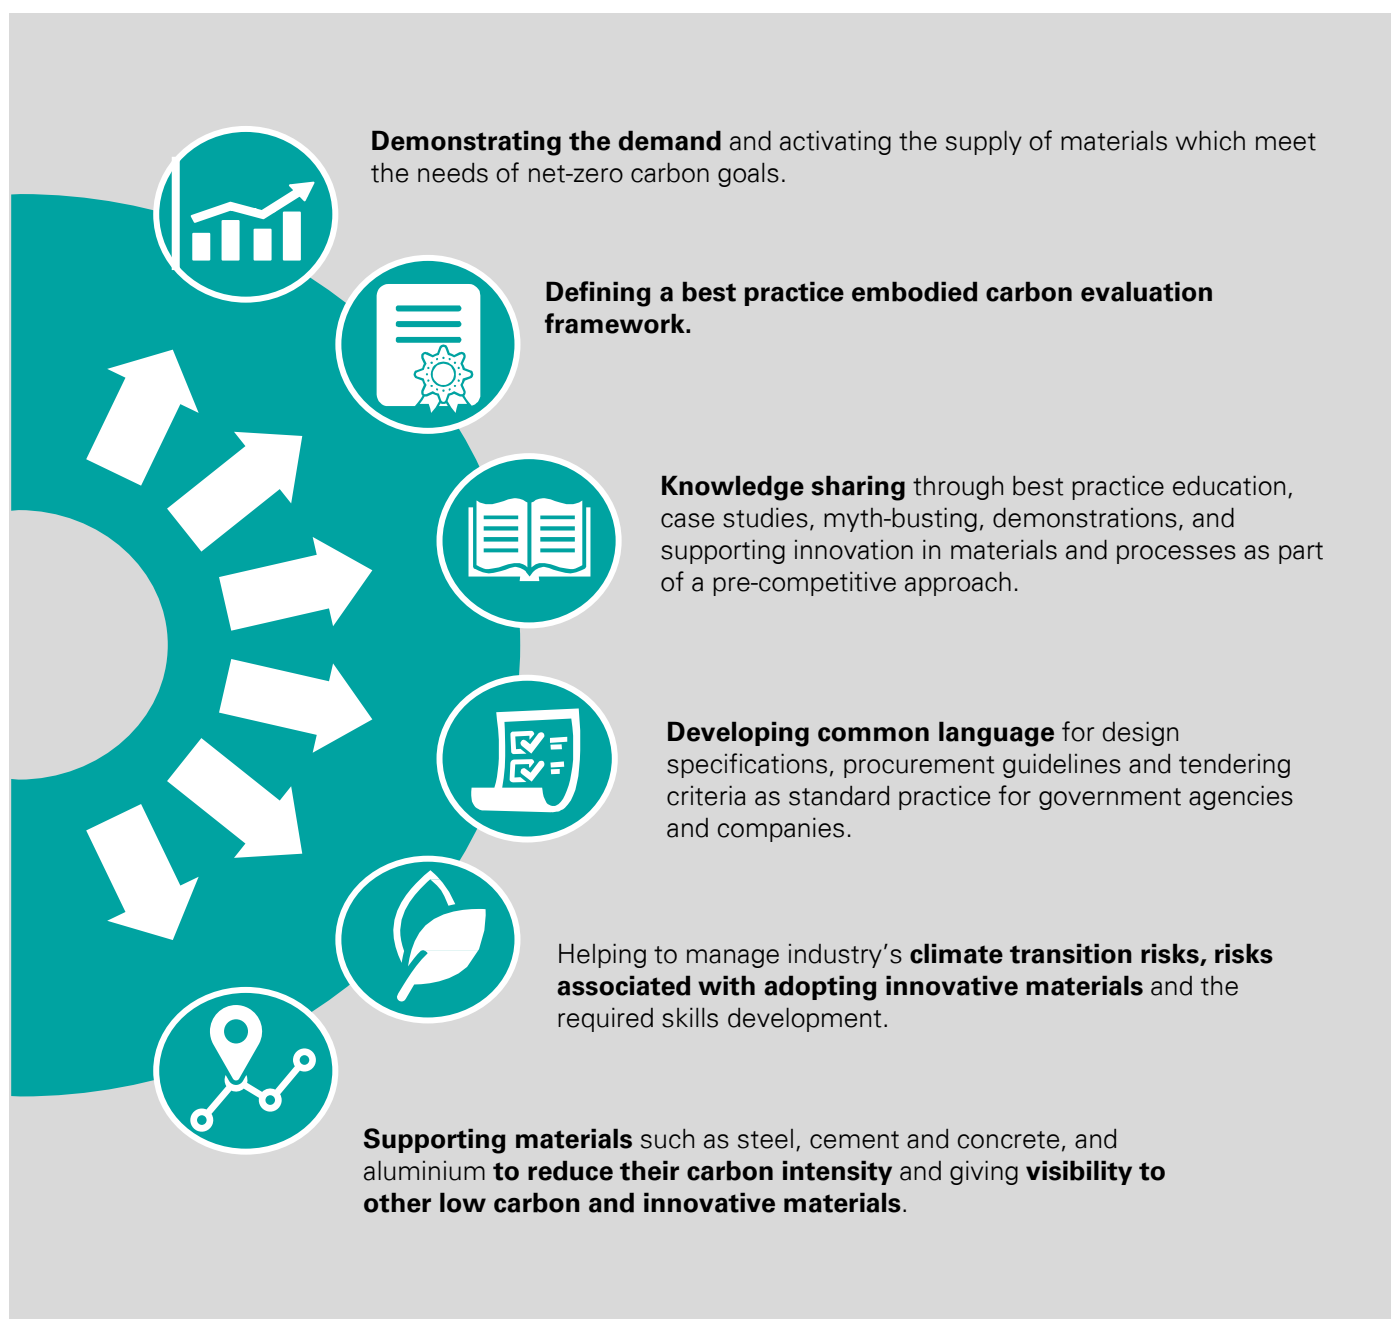 Demonstrating the demand and activating the supply of materials which meet
the needs of net-zero carbon goals.
Defining a best practice embodied carbon evaluation
framework.
Knowledge sharing through best practice education,
case studies, myth-busting, demonstrations, and
supporting innovation in materials and processes as part
of a pre-competitive approach.
Developing common language for design
specifications, procurement guidelines and tendering
criteria as standard practice for government agencies
and companies.
Helping to manage industry’s climate transition risks, risks
associated with adopting innovative materials and the
required skills development.
Supporting materials such as steel, cement and concrete, and
aluminium to reduce their carbon intensity and giving visibility to
other low carbon and innovative materials.